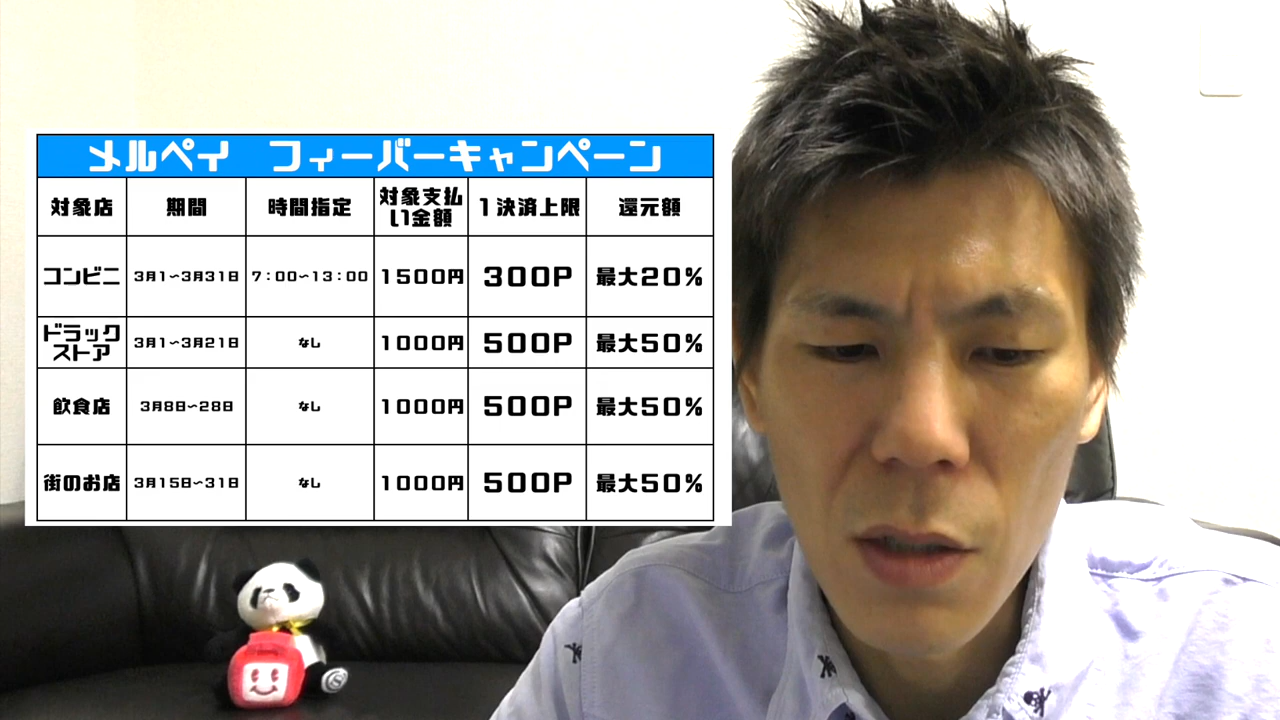 メルペイ フィーバーキャンペーン
対象店 期間 時間指定 対象支払い金額 1決済上限 還元額
コンビニ 3月1~3月31日 7:00~13:00 1500円 300P 最大20%
ドラックストア 3月1~3月21日 なし 1000円 500P 最大50%
飲食店 3月8日~28日 なし 1000円 500P 最大50%
街のお店 3月15日~31日 なし 1000円 500P 最大50%
S